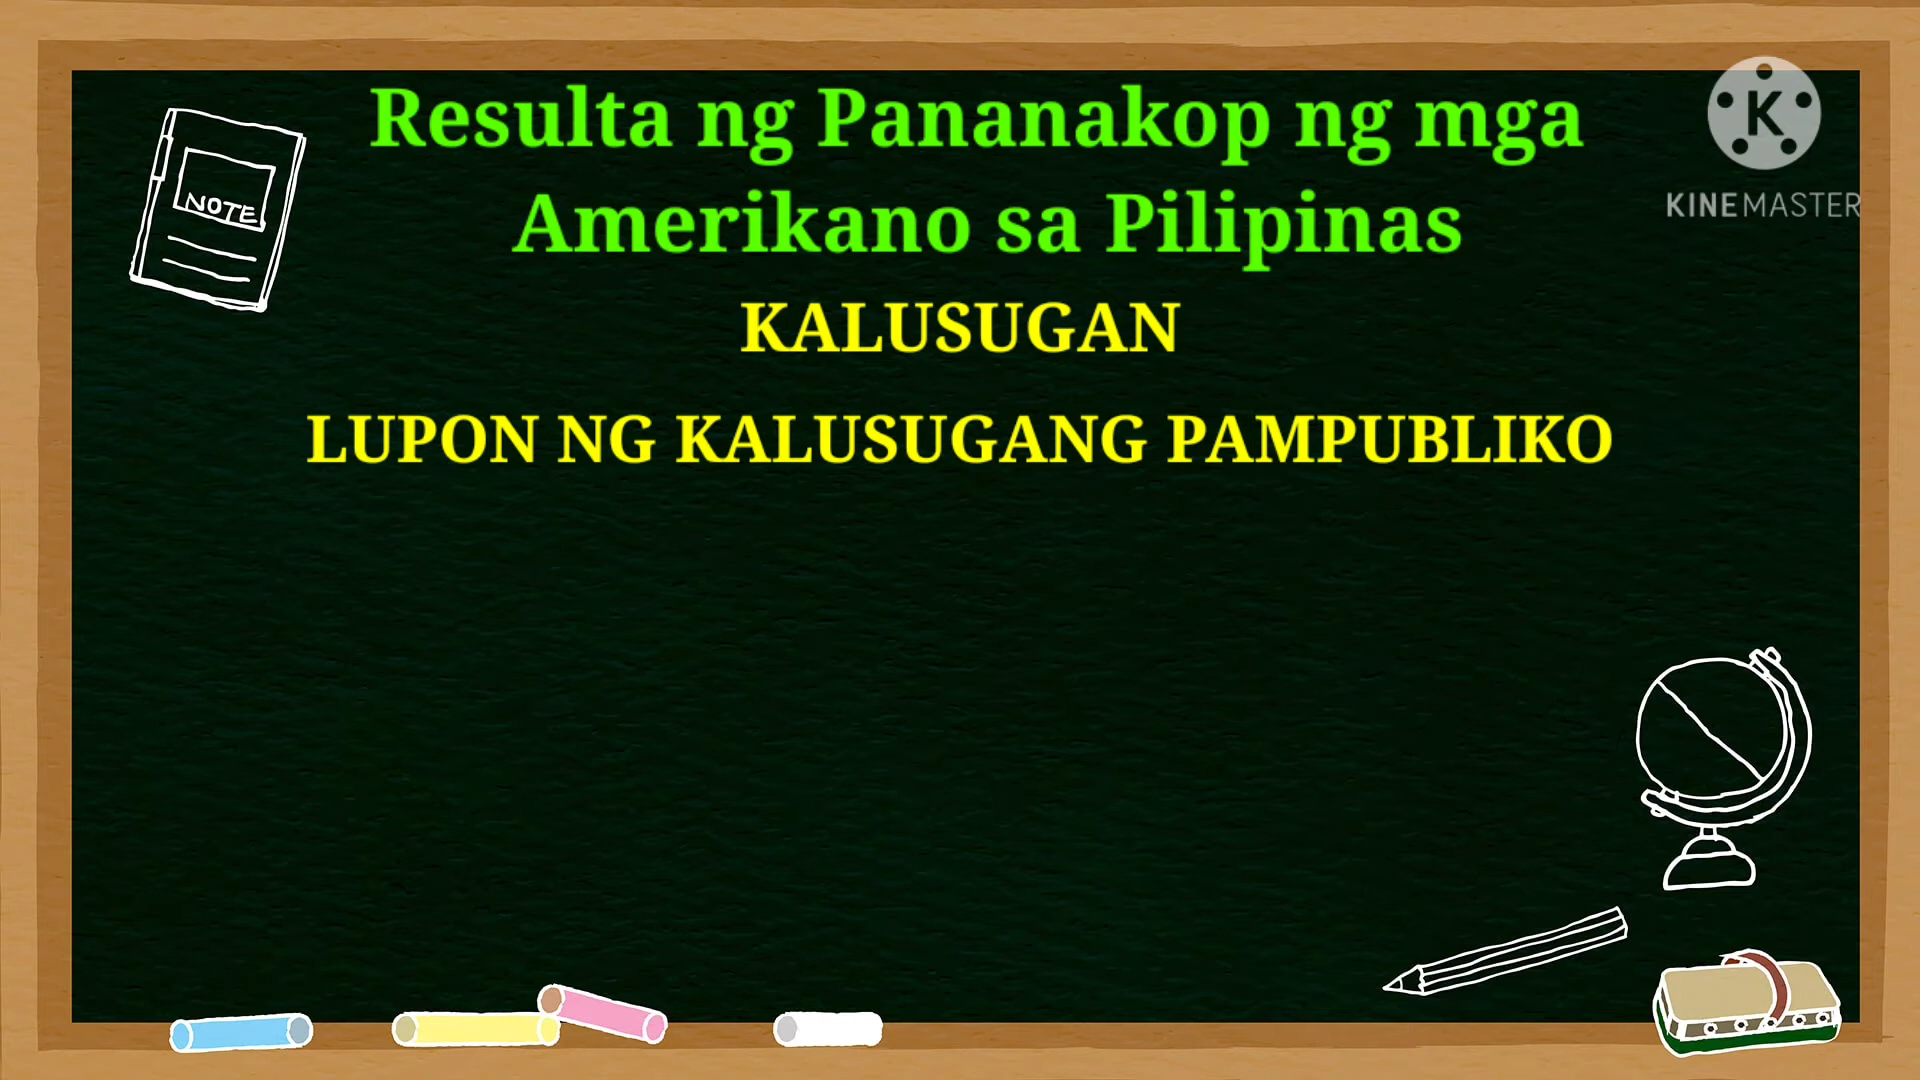 Resulta ng Pananakop ng mga
Amerikano sa Pilipinas
KALUSUGAN
LUPON NG KALUSUGANG PAMPUBLIKO
NOTE
K
KINEMASTER